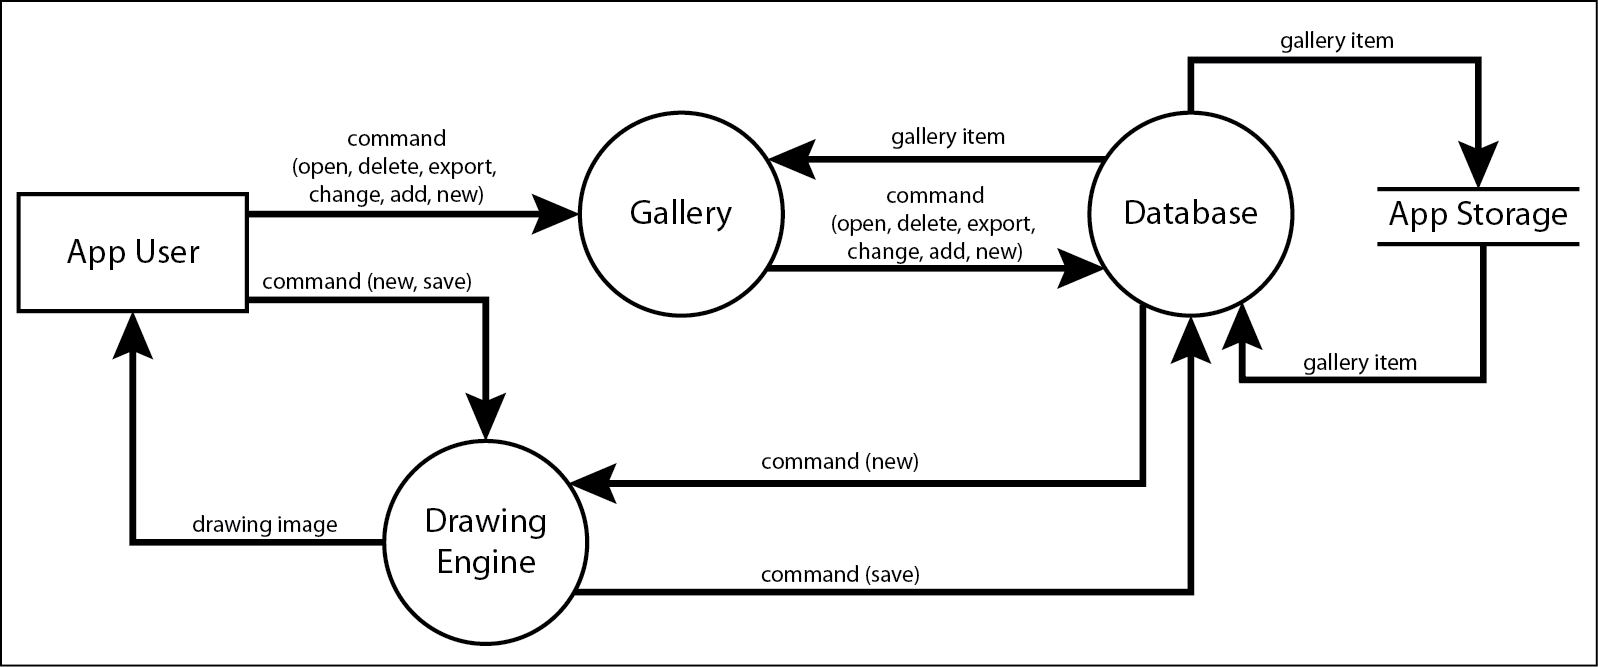 gallery item
command
(open, delete, export,
change, add, new)
gallery item
command
(open, delete, export,
change, add, new)
App User
Gallery
Database
App Storage
command (new, save)
gallery item
command (new)
drawing image
Drawing
Engine
command (save)